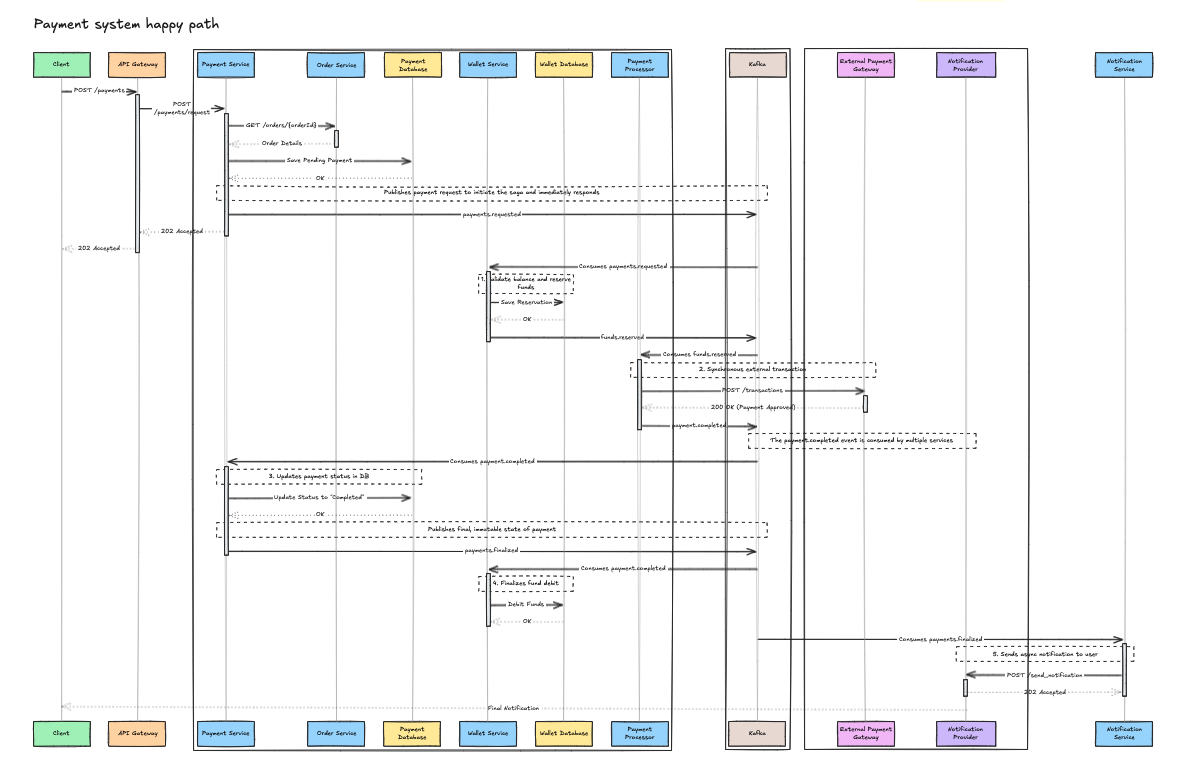 Payment system happy path
Client
API Gateway
Payment Service
Order Service
Payment
Database
Wallet Service
Wallet Database
Payment
Processor
Kafka
External Payment
Gateway
Notification
Provider
Notification
Service
POST /payments
POST
/payments/request
GET /orders/{orderId}
Order Details
Save Pending Payment
OK
Publishes payment request to initiate the saga and immediately responds
payments.requested
202 Accepted
202 Accepted
Consumes payments.requested
1. Validate balance and reserve
funds
Save Reservation
OK
funds.reserved
Consumes funds.reserved
2. Synchronous external transaction
POST /transactions
200 OK (Payment Approved)
payment.completed
The payment.completed event is consumed by multiple services
Consumes payment.completed
3. Updates payment status in DB
Update Status to "Completed"
OK
Publishes final, immutable state of payment
payments.finalized
Consumes payment.completed
4. Finalizes fund debit
Debit Funds
OK
Consumes payments.finalized
5. Sends async notification to user
POST /send_notification
202 Accepted
Final Notification
Client
API Gateway
Payment Service
Order Service
Payment
Database
Wallet Service
Wallet Database
Payment
Processor
Kafka
External Payment
Gateway
Notification
Provider
Notification
Service